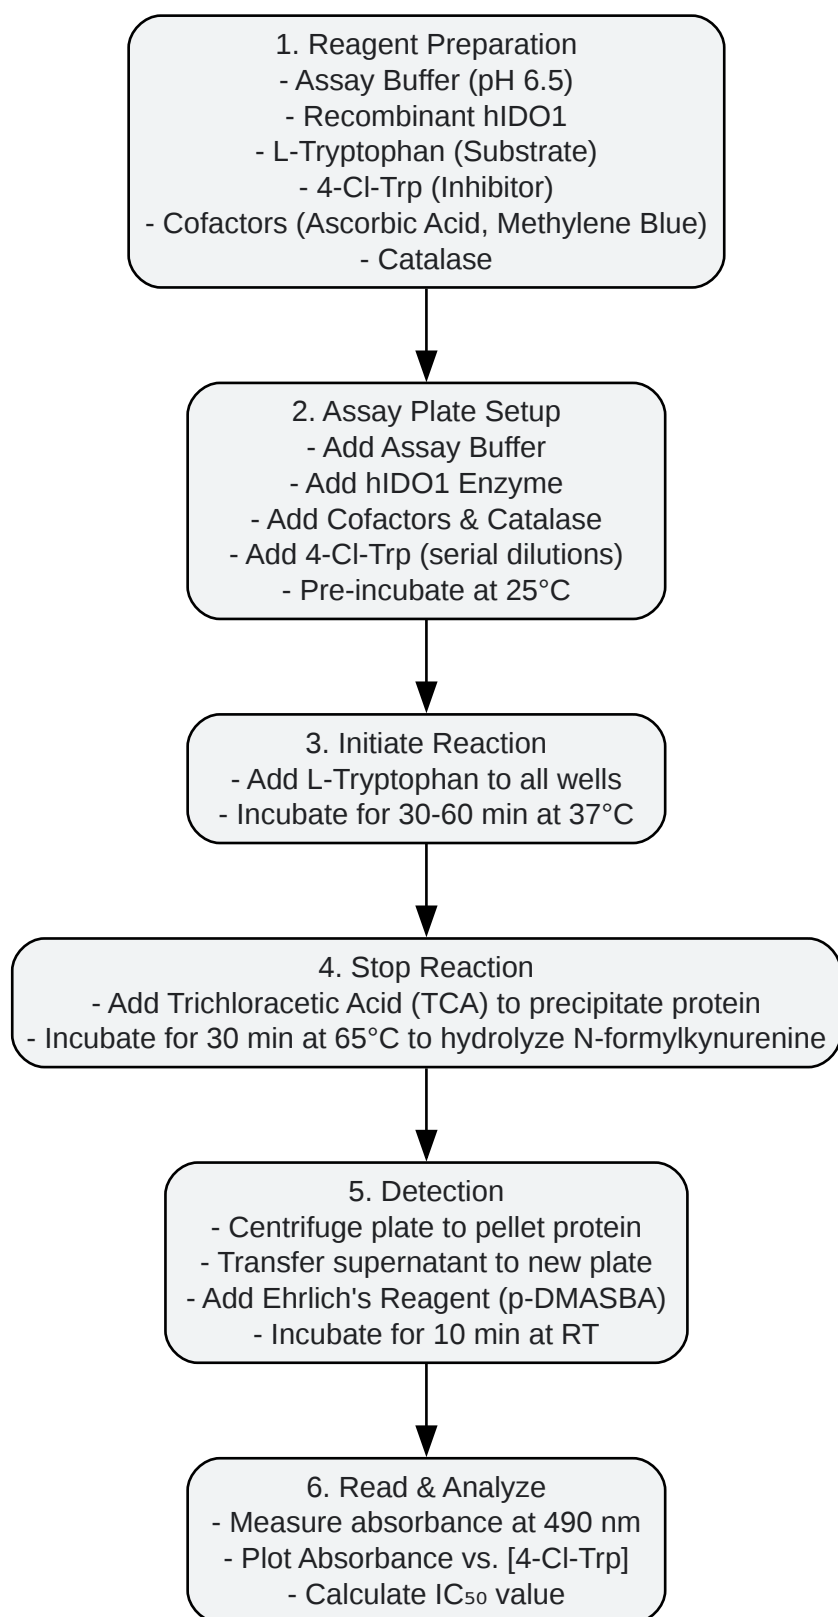 1. Reagent Preparation
- Assay Buffer (pH 6.5)
- Recombinant hIDO1
- L-Tryptophan (Substrate)
- 4-Cl-Trp (Inhibitor)
- Cofactors (Ascorbic Acid, Methylene Blue)
- Catalase
2. Assay Plate Setup
- Add Assay Buffer
- Add hIDO1 Enzyme
- Add Cofactors & Catalase
- Add 4-Cl-Trp (serial dilutions)
- Pre-incubate at 25°C
3. Initiate Reaction
- Add L-Tryptophan to all wells
- Incubate for 30-60 min at 37°C
4. Stop Reaction
- Add Trichloracetic Acid (TCA) to precipitate protein
- Incubate for 30 min at 65°C to hydrolyze N-formylkynurenine
5. Detection
- Centrifuge plate to pellet protein
- Transfer supernatant to new plate
- Add Ehrlich's Reagent (p-DMASBA)
- Incubate for 10 min at RT
6. Read & Analyze
- Measure absorbance at 490 nm
- Plot Absorbance vs. [4-Cl-Trp]
- Calculate IC₅₀ value